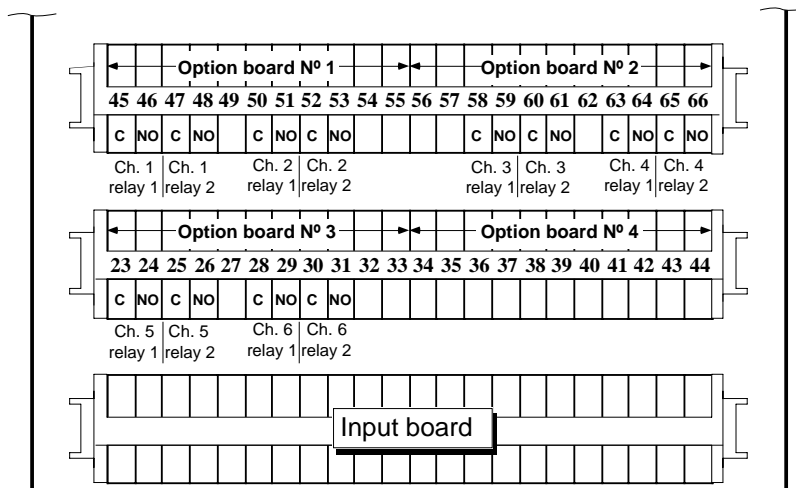 Option board Nº 1 Option board Nº 2
45 46 47 48 49 50 51 52 53 54 55 56 57 58 59 60 61 62 63 64 65 66
C NO C NO C NO C NO C NO C NO C NO C NO
Ch. 1 Ch. 1 Ch. 2 Ch. 2 Ch. 3 Ch. 3 Ch. 4 Ch. 4
relay 1 relay 2 relay 1 relay 2 relay 1 relay 2 relay 1 relay 2
Option board Nº 3 Option board Nº 4
23 24 25 26 27 28 29 30 31 32 33 34 35 36 37 38 39 40 41 42 43 44
C NO C NO C NO C NO
Ch. 5 Ch. 5 Ch. 6 Ch. 6
relay 1 relay 2 relay 1 relay 2
Input board